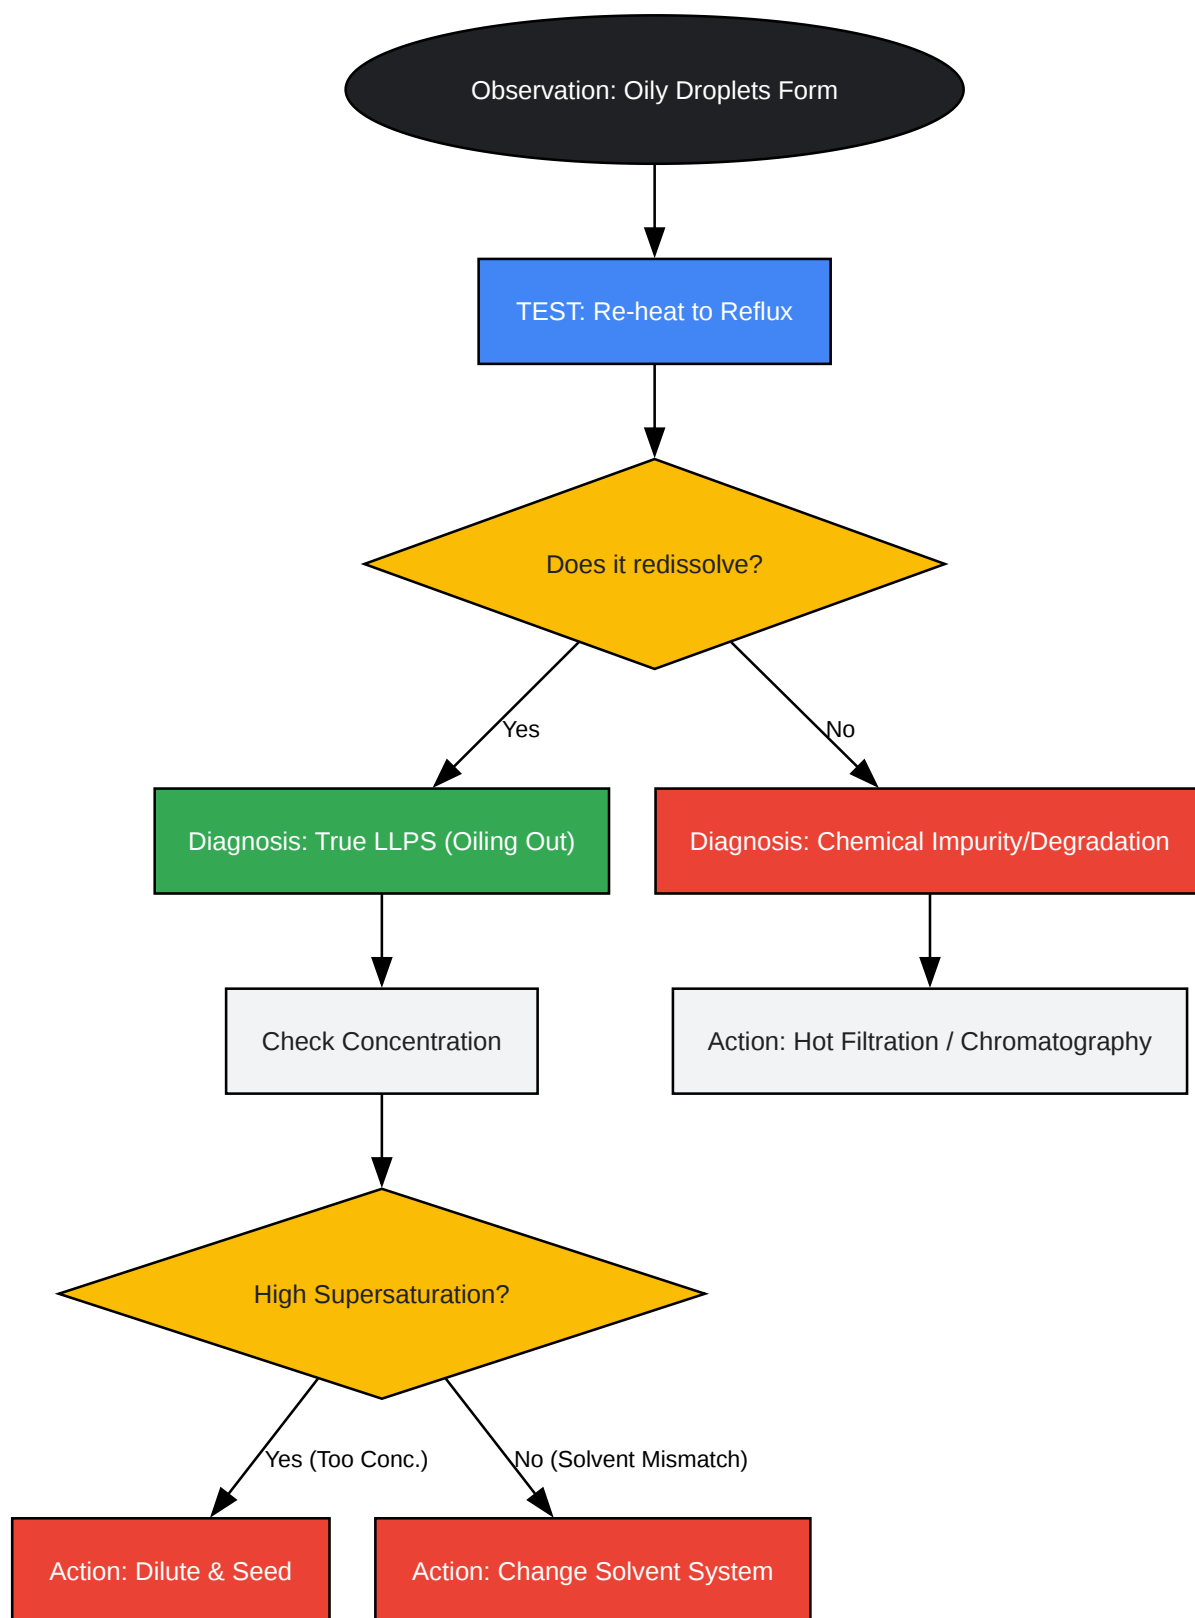 Observation: Oily Droplets Form
TEST: Re-heat to Reflux
Does it redissolve?
Yes
No
Diagnosis: True LLPS (Oiling Out)
Diagnosis: Chemical Impurity/Degradation
Check Concentration
Action: Hot Filtration / Chromatography
High Supersaturation?
Yes (Too Conc.)
No (Solvent Mismatch)
Action: Dilute & Seed
Action: Change Solvent System